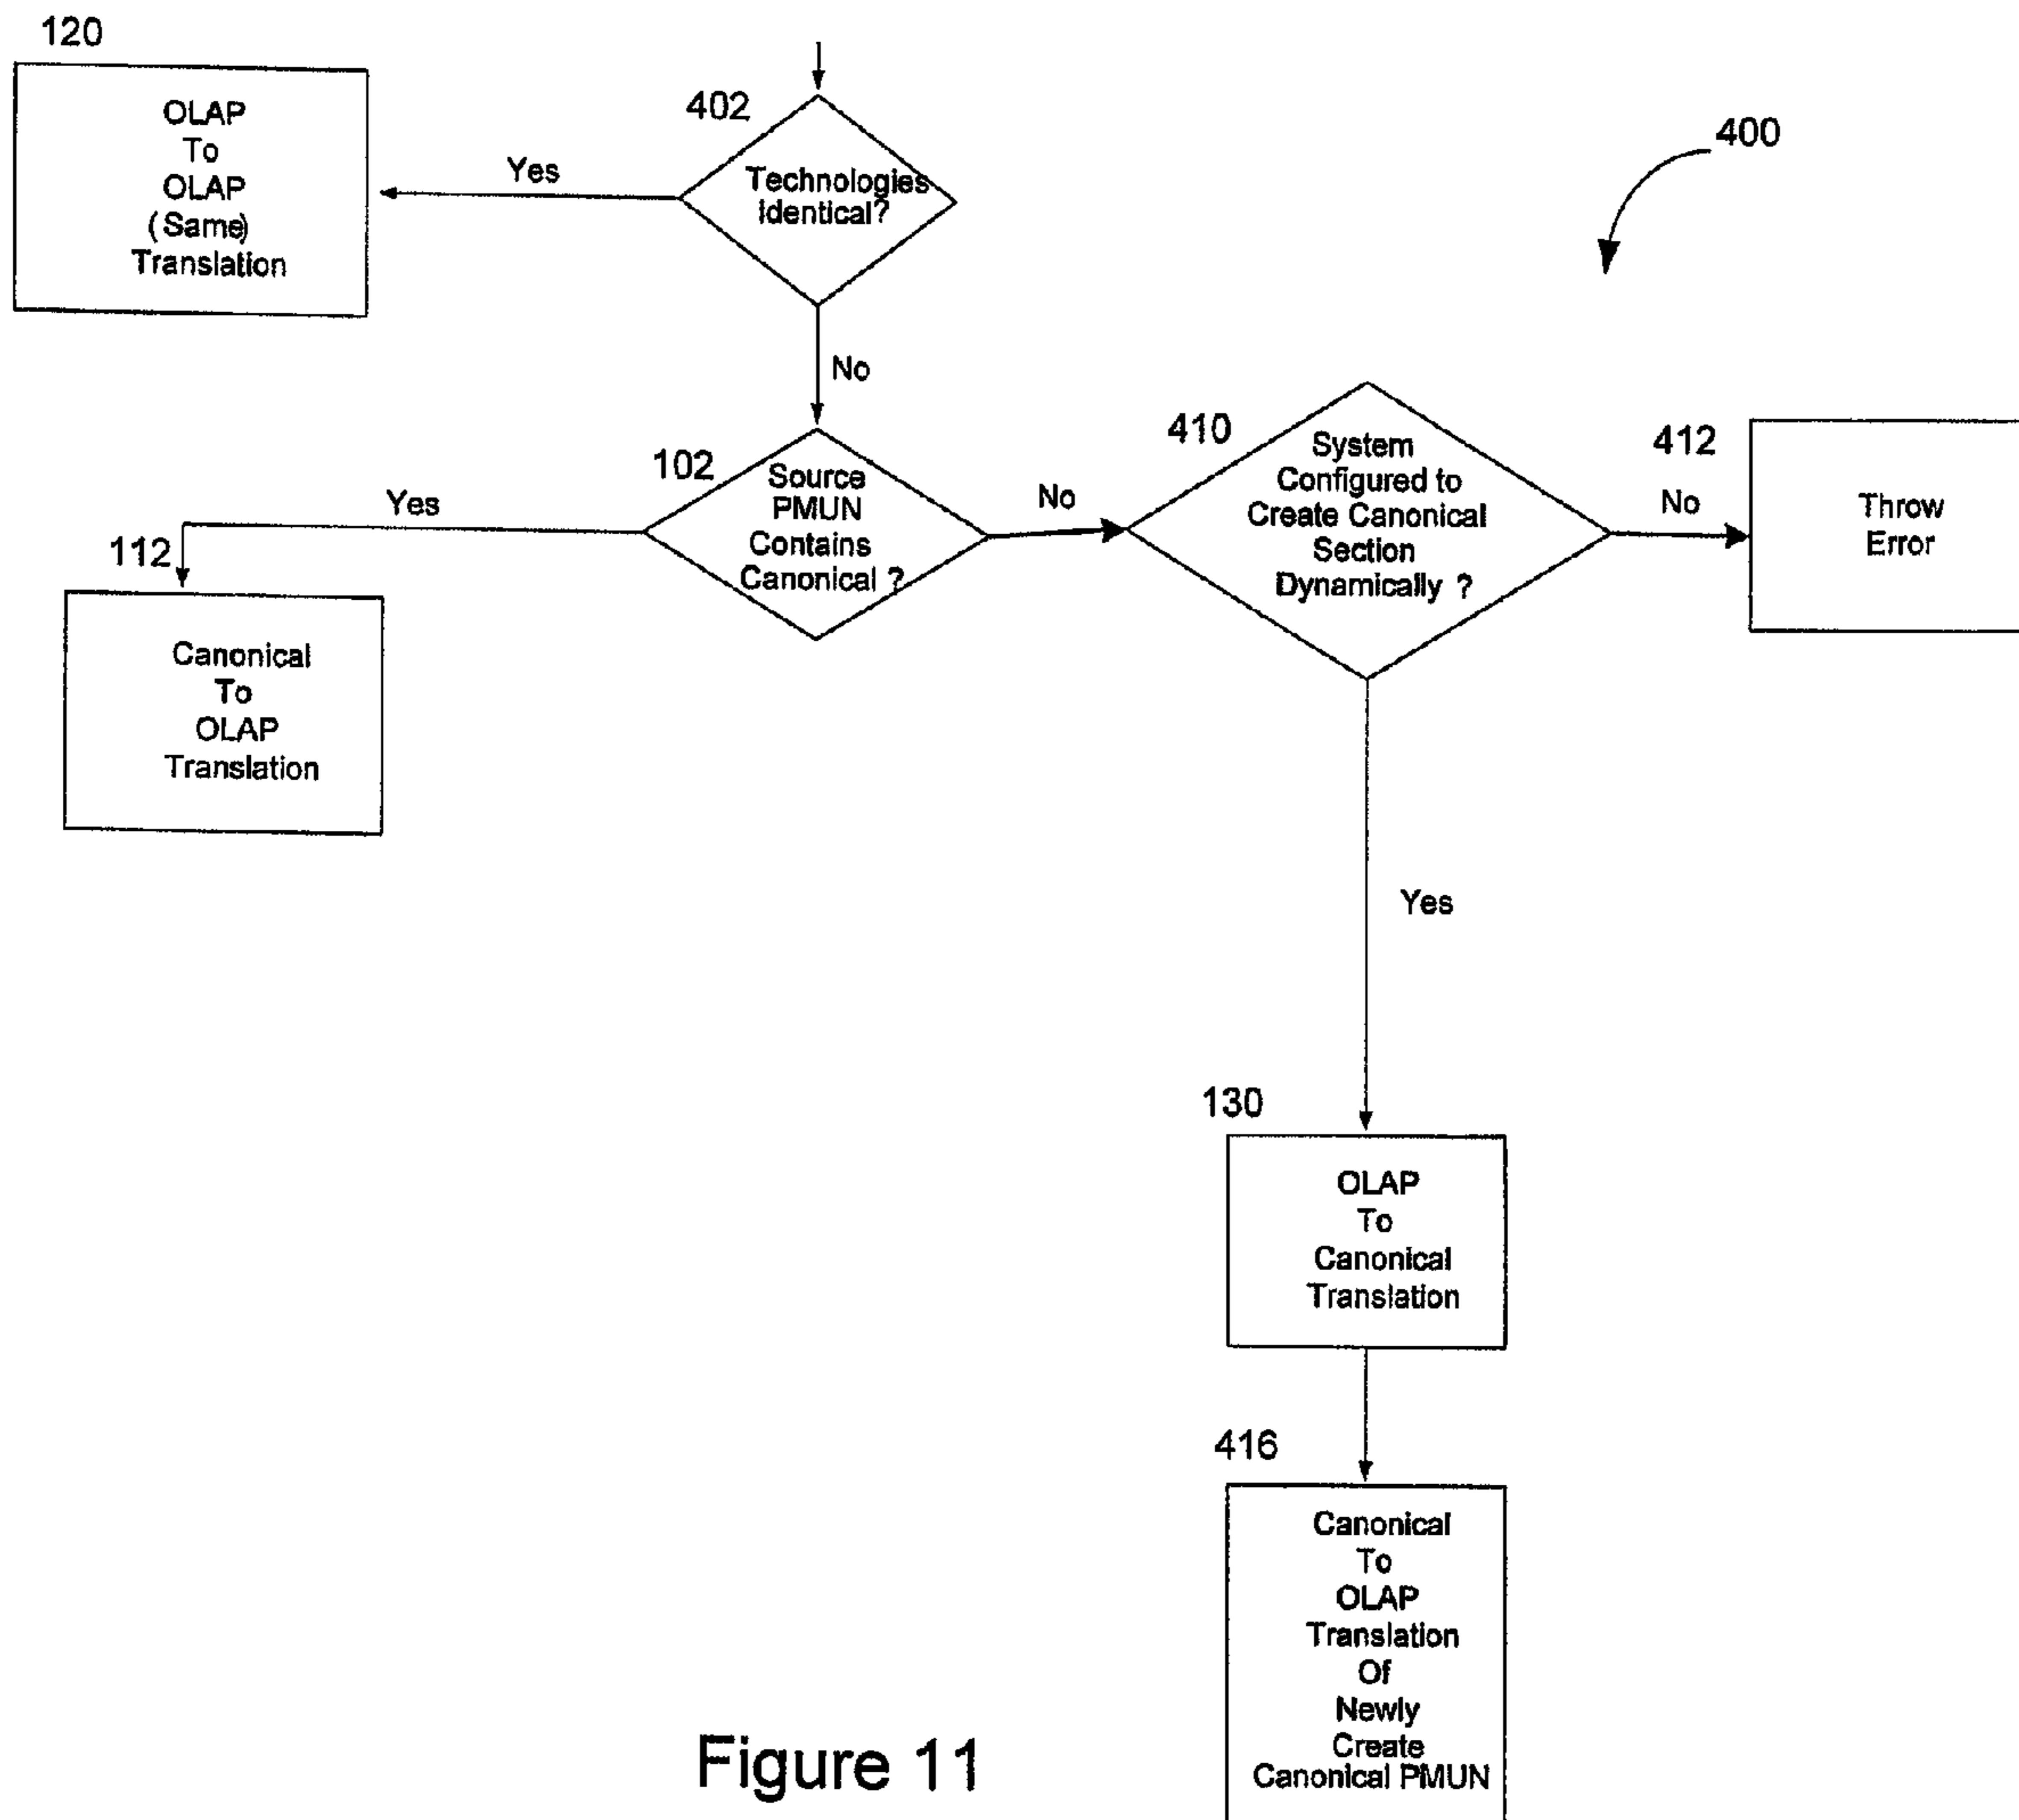 120
OLAP
To
OLAP
(Same)
Translation
Yes
402
Technologies
Identical?
400
No
102
Source
PMUN
Contains
Canonical ?
Yes
112
Canonical
To
OLAP
Translation
No
410
System
Configured to
Create Canonical
Section
Dynamically ?
412
No
Throw
Error
Yes
130
OLAP
To
Canonical
Translation
416
Canonical
To
OLAP
Translation
Of
Newly
Create
Canonical PMUN
Figure 11